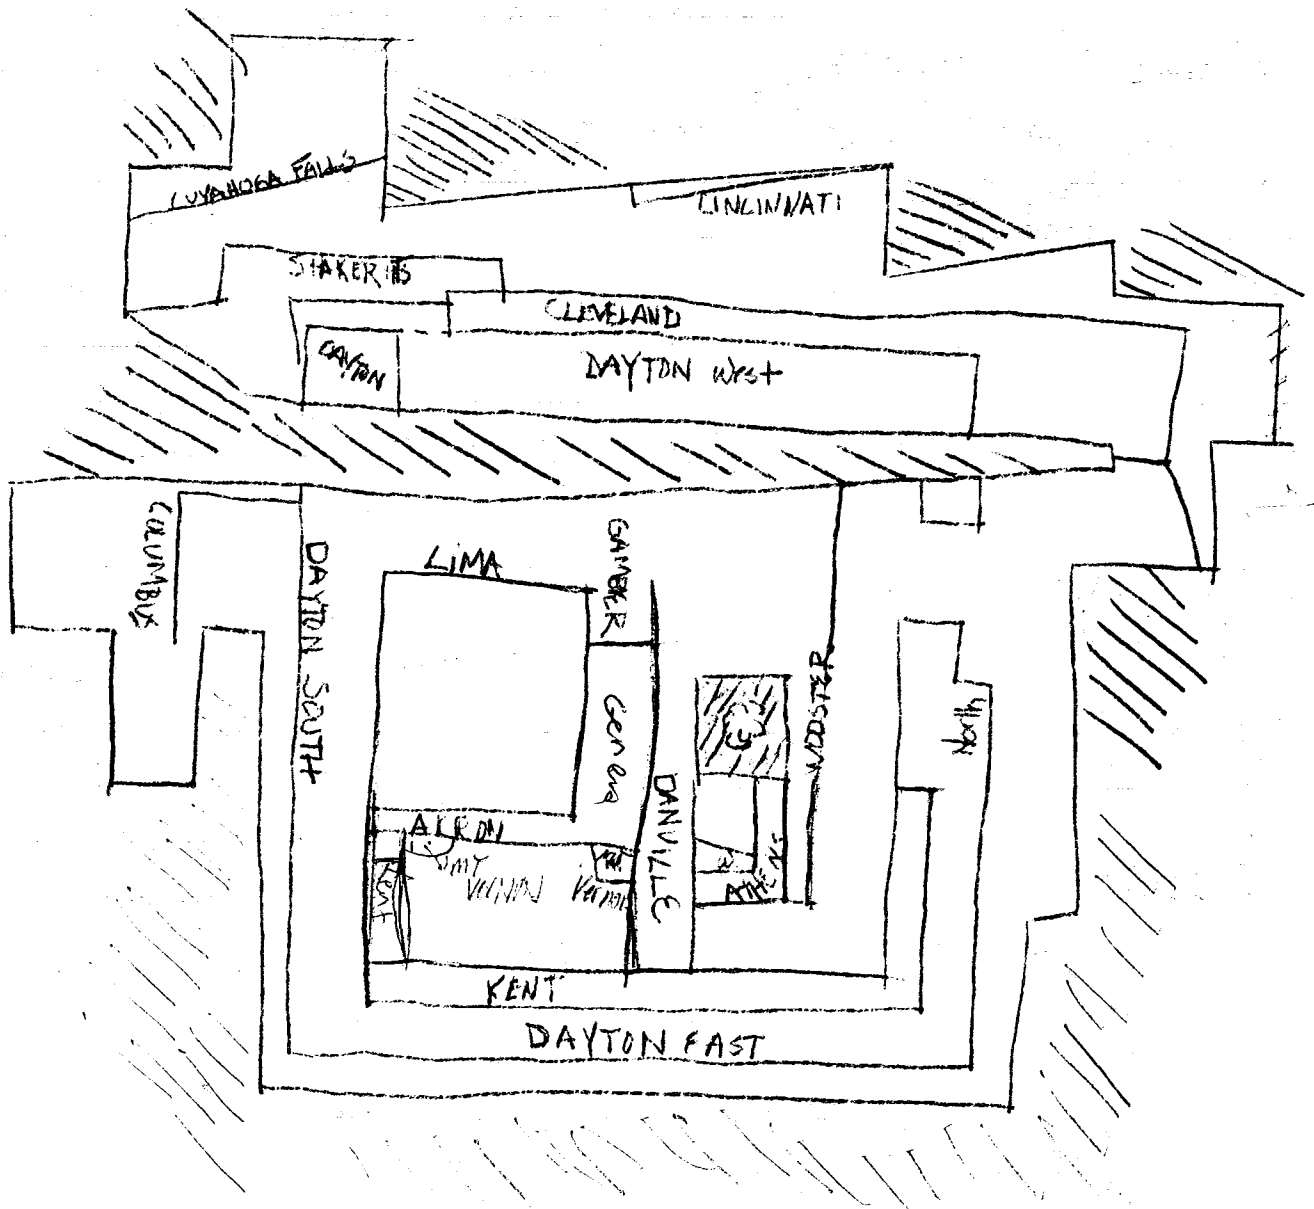 CUYAHOGA FALLS
CINCINNATI
SHAKER HTS
CLEVELAND
DAYTON
DAYTON West
COLUMBUS
DAYTON SOUTH
LiMA
GAMBIER
Geneva
WOOSTER
North
DANVILLE
AKRON
Kent
VERNON
Vernon
ATHENS
KENT
DAYTON EAST